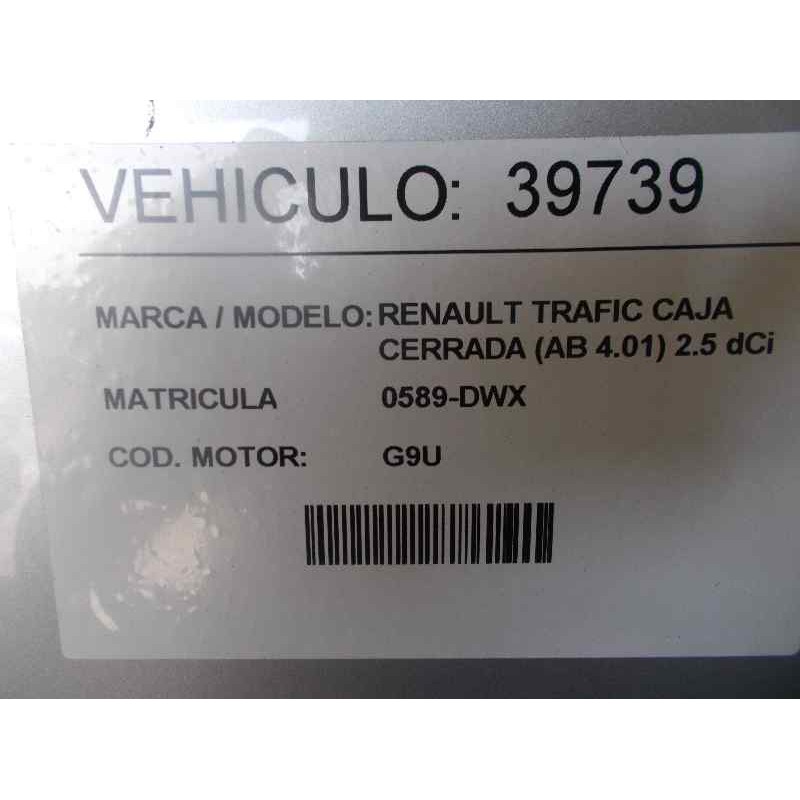 VEHICULO: 39739
MARCA / MODELO: RENAULT TRAFIC CAJA
CERRADA (AB 4.01) 2.5 dCi
MATRICULA 0589-DWX
COD. MOTOR: G9U